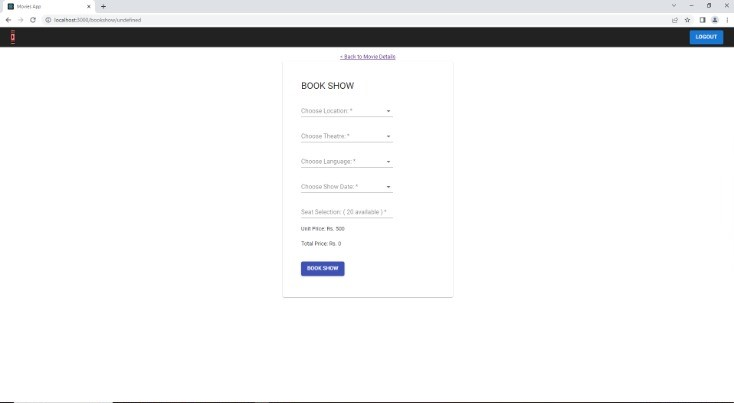 Movies App
localhost:3000/bookshow/undefined
LOGOUT
< Back to Movie Details
BOOK SHOW
Choose Location: *
Choose Theatre: *
Choose Language: *
Choose Show Date: *
Seat Selection: ( 20 available ) *
Unit Price: Rs. 500
Total Price: Rs. 0
BOOK SHOW